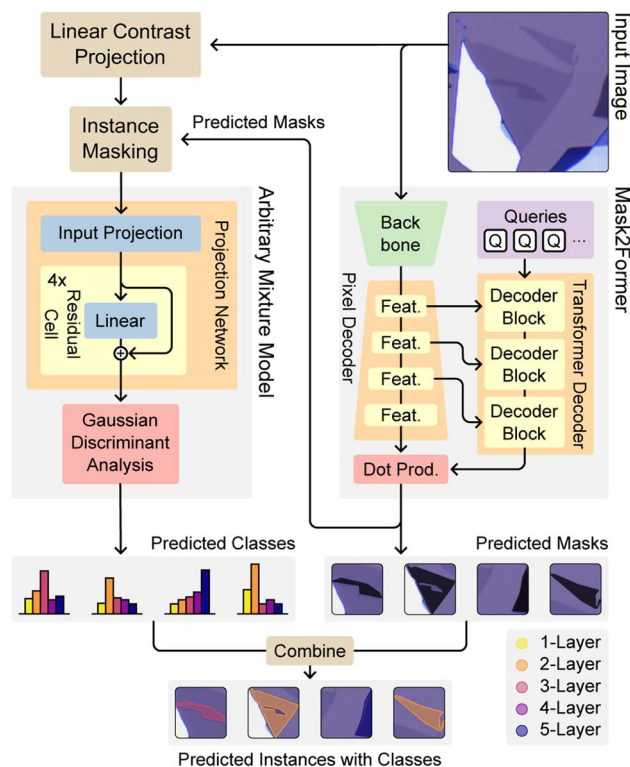 Linear Contrast
Projection
Input Image
Instance
Masking
Predicted Masks
Arbitrary Mixture Model
Projection Network
Input Projection
4x
Residual
Cell
Linear
+
Gaussian
Discriminant
Analysis
Mask2Former
Back
bone
Queries
Q Q Q ...
Pixel Decoder
Feat.
Feat.
Feat.
Feat.
Transformer Decoder
Decoder
Block
Decoder
Block
Decoder
Block
Dot Prod.
Predicted Classes
Predicted Masks
Combine
1-Layer
2-Layer
3-Layer
4-Layer
5-Layer
Predicted Instances with Classes